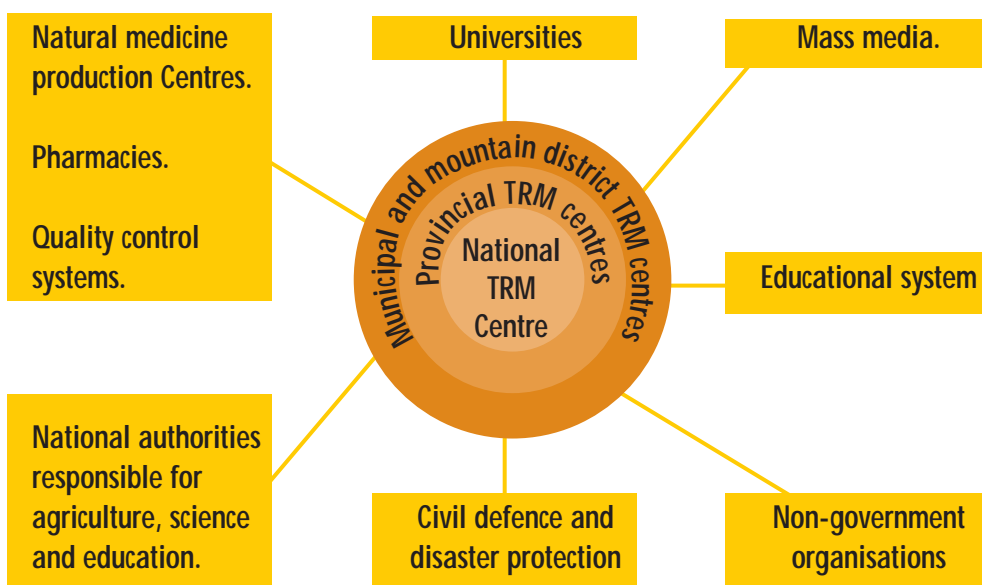 Natural medicine
production Centres.
Pharmacies.
Quality control
systems.
Universities
Mass media.
Municipal and mountain district TRM centres
Provincial TRM centres
National
TRM
Centre
Educational system
National authorities
responsible for
agriculture, science
and education.
Civil defence and
disaster protection
Non-government
organisations